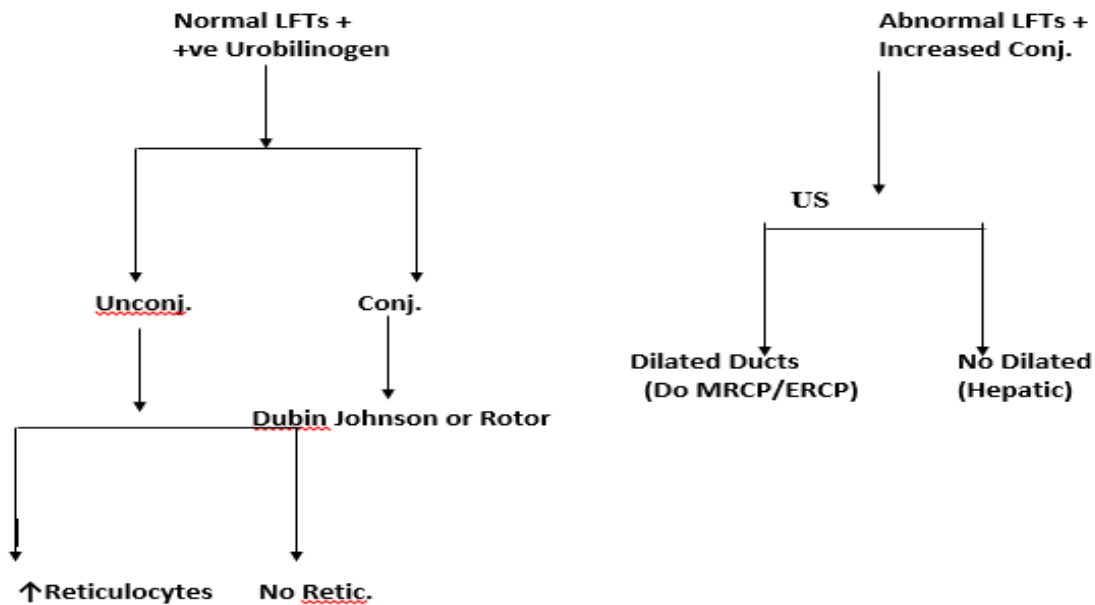 Normal LFTs +
+ve Urobilinogen
Abnormal LFTs +
Increased Conj.
US
Unconj.
Conj.
Dilated Ducts
(Do MRCP/ERCP)
No Dilated
(Hepatic)
Dubin Johnson or Rotor
↑Reticulocytes
No Retic.